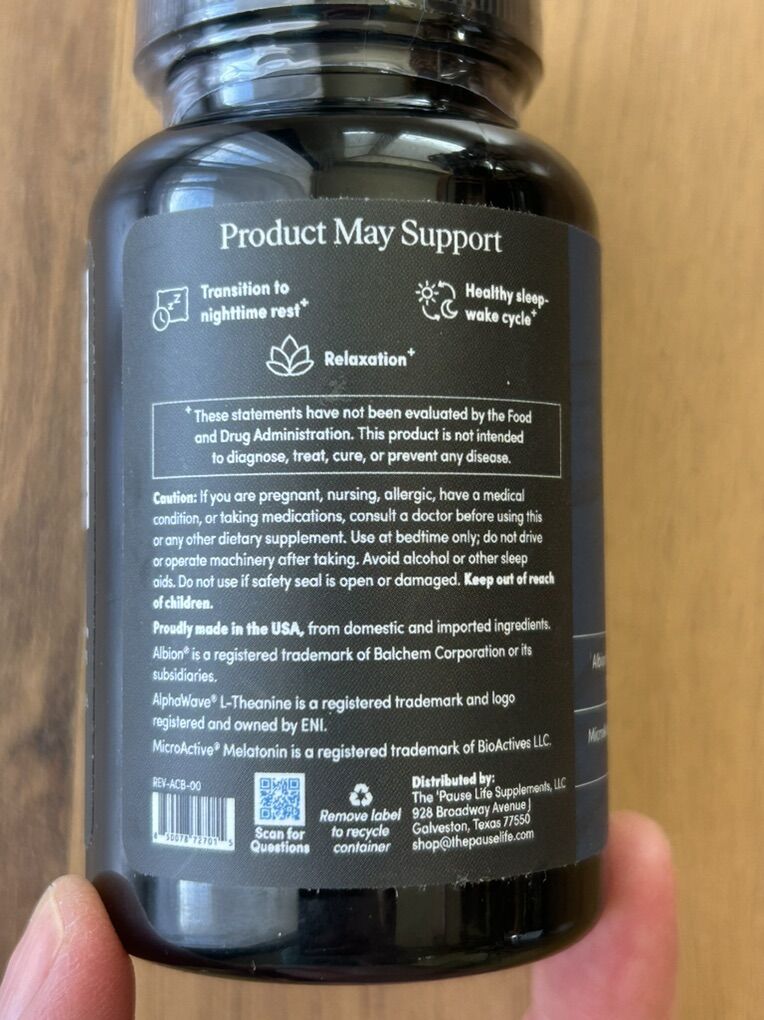 Product May Support
Transition to
nighttime rest+
Healthy sleep-
wake cycle+
Relaxation+
+ These statements have not been evaluated by the Food
and Drug Administration. This product is not intended
to diagnose, treat, cure, or prevent any disease.
Caution: If you are pregnant, nursing, allergic, have a medical
condition, or taking medications, consult a doctor before using this
or any other dietary supplement. Use at bedtime only; do not drive
or operate machinery after taking. Avoid alcohol or other sleep
aids. Do not use if safety seal is open or damaged. Keep out of reach
of children.
Proudly made in the USA, from domestic and imported ingredients.
Albion® is a registered trademark of Balchem Corporation or its
subsidiaries.
AlphaWave® L-Theanine is a registered trademark and logo
registered and owned by ENI.
MicroActive® Melatonin is a registered trademark of BioActives LLC.
REV-ACB-00
Scan for
Questions
Remove label
to recycle
container
Distributed by:
The 'Pause Life Supplements, LLC
928 Broadway Avenue J
Galveston, Texas 77550
shop@thepauselife.com